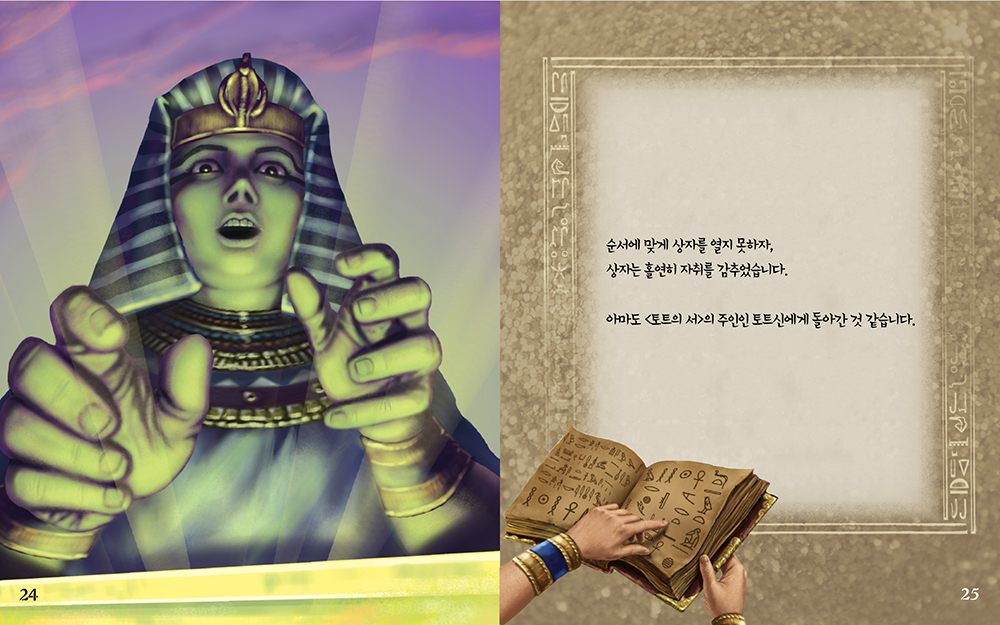 순서에 맞게 상자를 열지 못하자,
상자는 홀연히 자취를 감추었습니다.
아마도 <토트의 서>의 주인인 토트신에게 돌아간 것 같습니다.
24
25